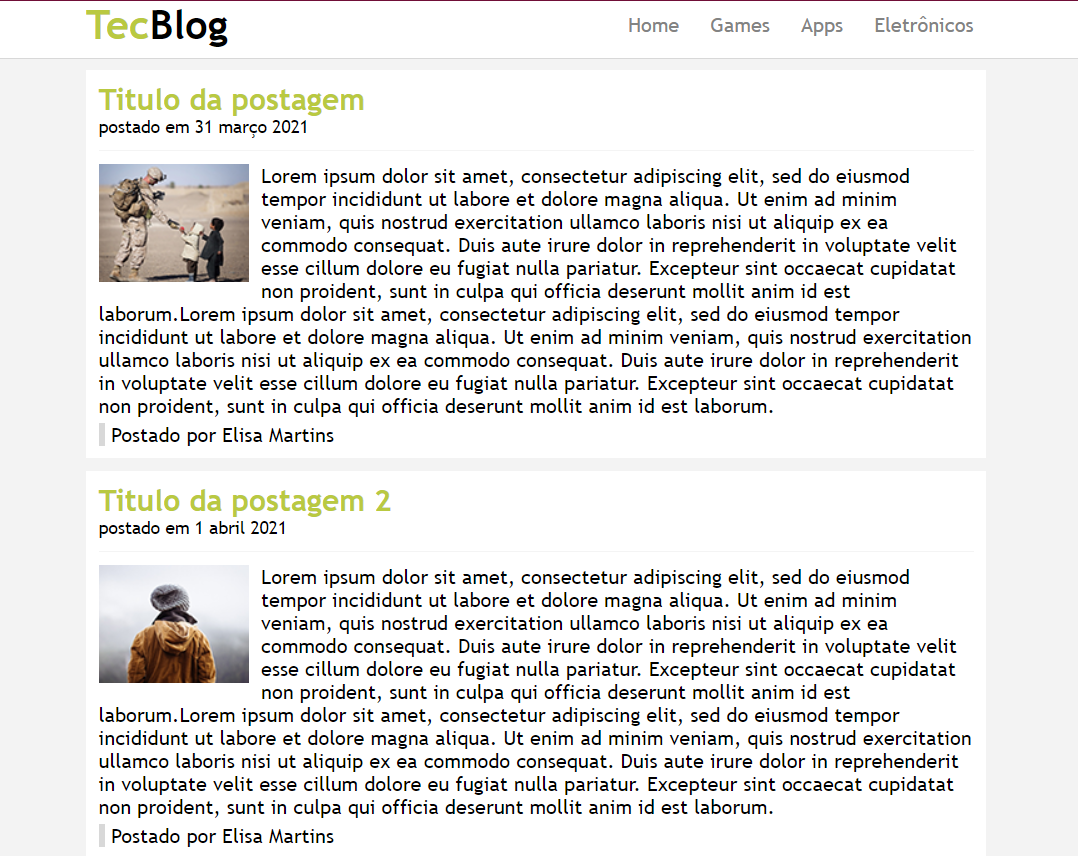 TecBlog
Home Games Apps Eletrônicos
Titulo da postagem
postado em 31 março 2021
Lorem ipsum dolor sit amet, consectetur adipiscing elit, sed do eiusmod
tempor incididunt ut labore et dolore magna aliqua. Ut enim ad minim
veniam, quis nostrud exercitation ullamco laboris nisi ut aliquip ex ea
commodo consequat. Duis aute irure dolor in reprehenderit in voluptate velit
esse cillum dolore eu fugiat nulla pariatur. Excepteur sint occaecat cupidatat
non proident, sunt in culpa qui officia deserunt mollit anim id est
laborum.Lorem ipsum dolor sit amet, consectetur adipiscing elit, sed do eiusmod tempor
incididunt ut labore et dolore magna aliqua. Ut enim ad minim veniam, quis nostrud exercitation
ullamco laboris nisi ut aliquip ex ea commodo consequat. Duis aute irure dolor in reprehenderit
in voluptate velit esse cillum dolore eu fugiat nulla pariatur. Excepteur sint occaecat cupidatat
non proident, sunt in culpa qui officia deserunt mollit anim id est laborum.
Postado por Elisa Martins
Titulo da postagem 2
postado em 1 abril 2021
Lorem ipsum dolor sit amet, consectetur adipiscing elit, sed do eiusmod
tempor incididunt ut labore et dolore magna aliqua. Ut enim ad minim
veniam, quis nostrud exercitation ullamco laboris nisi ut aliquip ex ea
commodo consequat. Duis aute irure dolor in reprehenderit in voluptate velit
esse cillum dolore eu fugiat nulla pariatur. Excepteur sint occaecat cupidatat
non proident, sunt in culpa qui officia deserunt mollit anim id est
laborum.Lorem ipsum dolor sit amet, consectetur adipiscing elit, sed do eiusmod tempor
incididunt ut labore et dolore magna aliqua. Ut enim ad minim veniam, quis nostrud exercitation
ullamco laboris nisi ut aliquip ex ea commodo consequat. Duis aute irure dolor in reprehenderit
in voluptate velit esse cillum dolore eu fugiat nulla pariatur. Excepteur sint occaecat cupidatat
non proident, sunt in culpa qui officia deserunt mollit anim id est laborum.
Postado por Elisa Martins